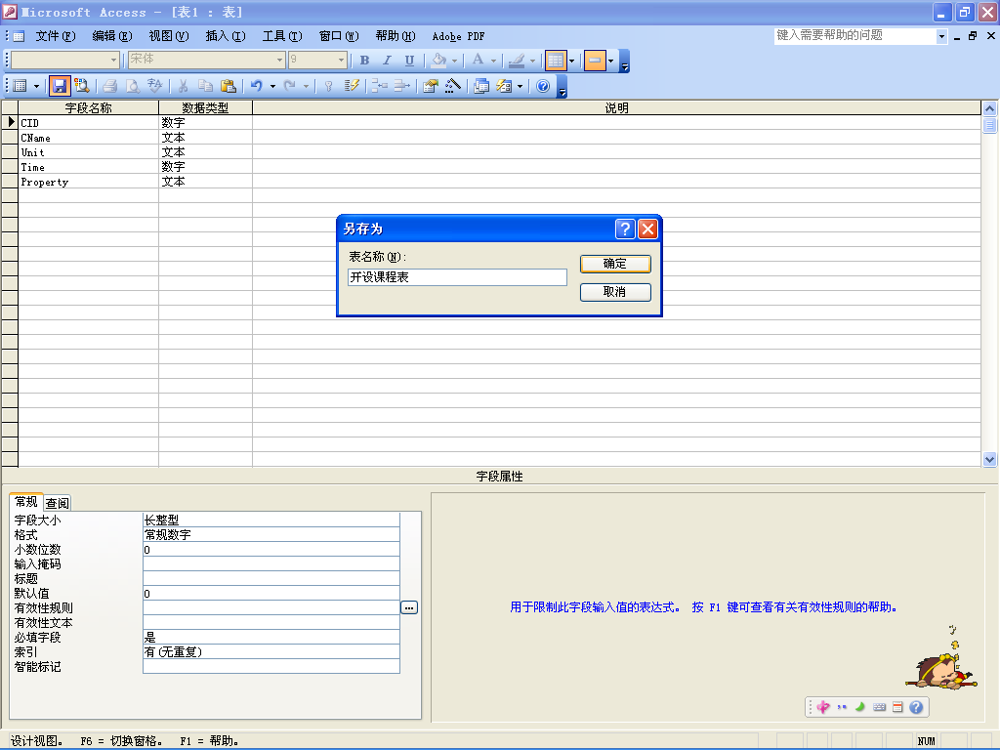 Microsoft Access - [表1 : 表]
文件(F) 编辑(E) 视图(V) 插入(I) 工具(T) 窗口(W) 帮助(H) Adobe PDF 键入需要帮助的问题
宋体 9 B I U A
字段名称 数据类型 说明
CID 数字
CName 文本
Unit 文本
Time 数字
Property 文本
另存为
表名称(N):
确定
开设课程表
取消
字段属性
常规 查阅
字段大小 长整型
格式 常规数字
小数位数 0
输入掩码
标题
默认值 0
有效性规则 ...
有效性文本
必填字段 是
索引 有(无重复)
智能标记
用于限制此字段输入值的表达式。 按 F1 键可查看有关有效性规则的帮助。
设计视图。 F6 = 切换窗格。 F1 = 帮助。 NUM